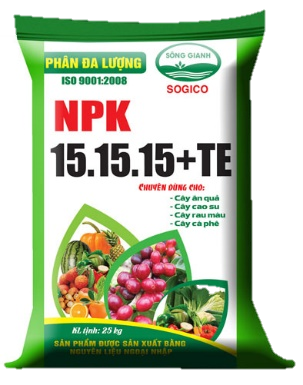 PHÂN ĐA LƯỢNG
ISO 9001:2008
SÔNG GIANH
SOGICO
NPK
15.15.15+TE
CHUYÊN DÙNG CHO:
- Cây ăn quả
- Cây cao su
- Cây rau màu
- Cây cà phê
KL tịnh: 25 kg
SẢN PHẨM ĐƯỢC SẢN XUẤT BẰNG
NGUYÊN LIỆU NGOẠI NHẬP